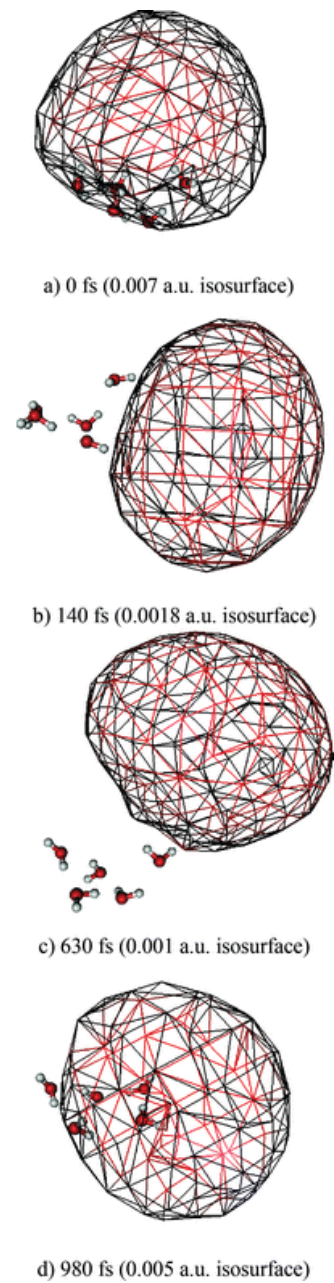 a) 0 fs (0.007 a.u. isosurface)
b) 140 fs (0.0018 a.u. isosurface)
c) 630 fs (0.001 a.u. isosurface)
d) 980 fs (0.005 a.u. isosurface)